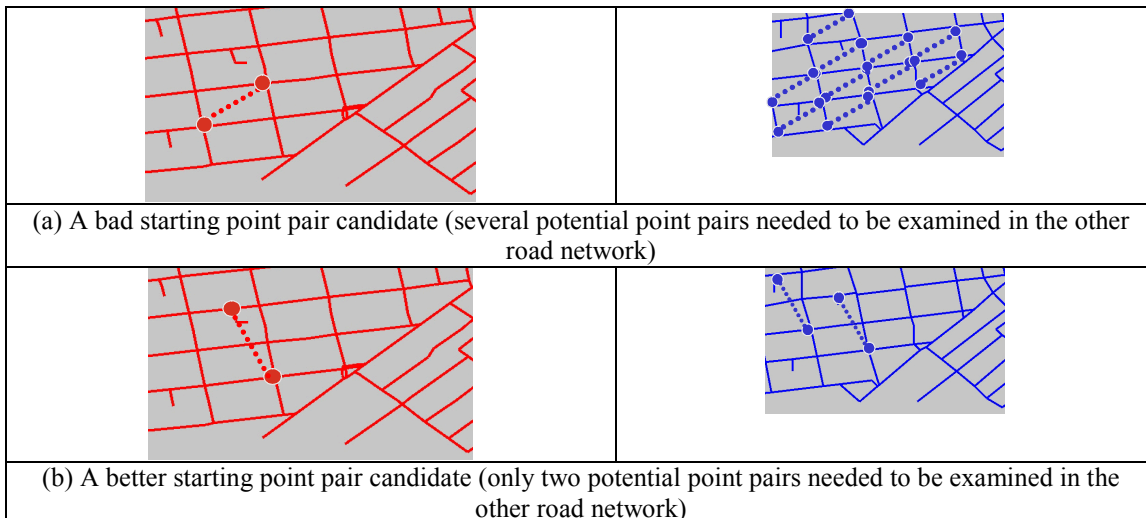 (a) A bad starting point pair candidate (several potential point pairs needed to be examined in the other
road network)
(b) A better starting point pair candidate (only two potential point pairs needed to be examined in the
other road network)